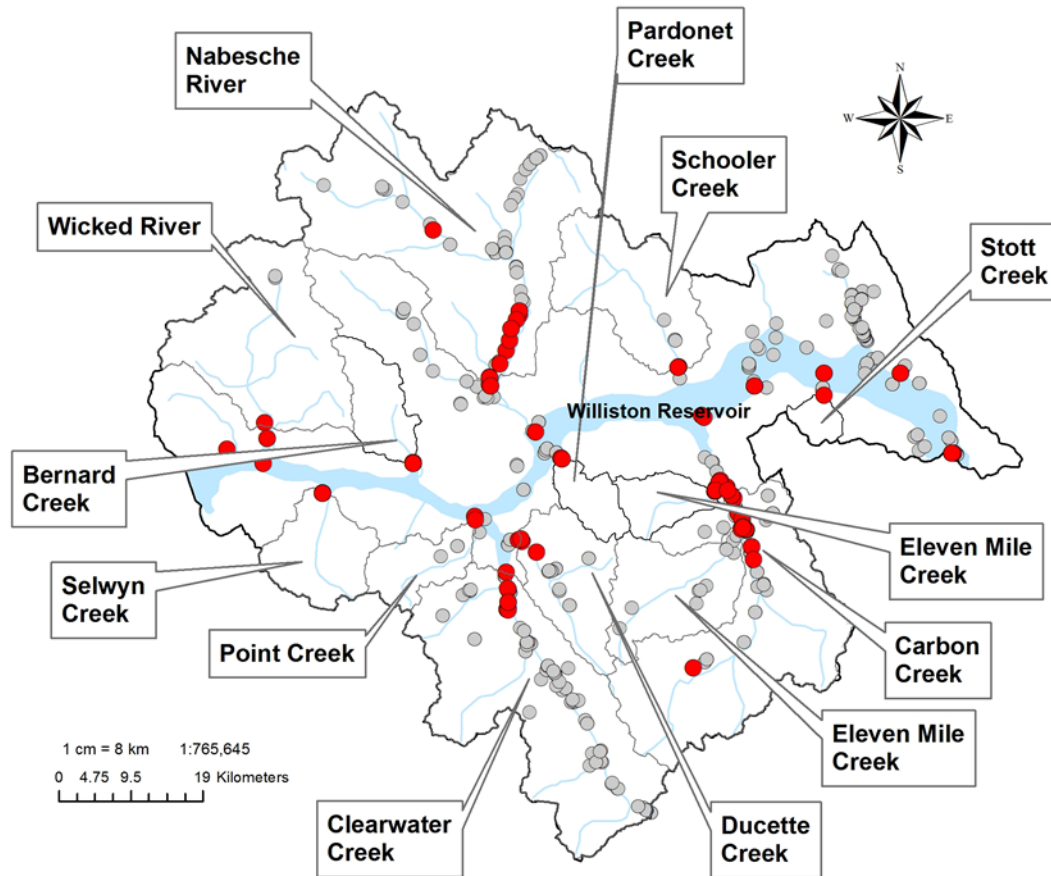 Pardonet
Creek
Nabesche
River
N
W
E
S
Schooler
Creek
Wicked River
Stott
Creek
Williston Reservoir
Bernard
Creek
Eleven Mile
Creek
Selwyn
Creek
Point Creek
Carbon
Creek
Eleven Mile
Creek
1 cm = 8 km 1:765,645
0 4.75 9.5 19 Kilometers
Clearwater
Creek
Ducette
Creek